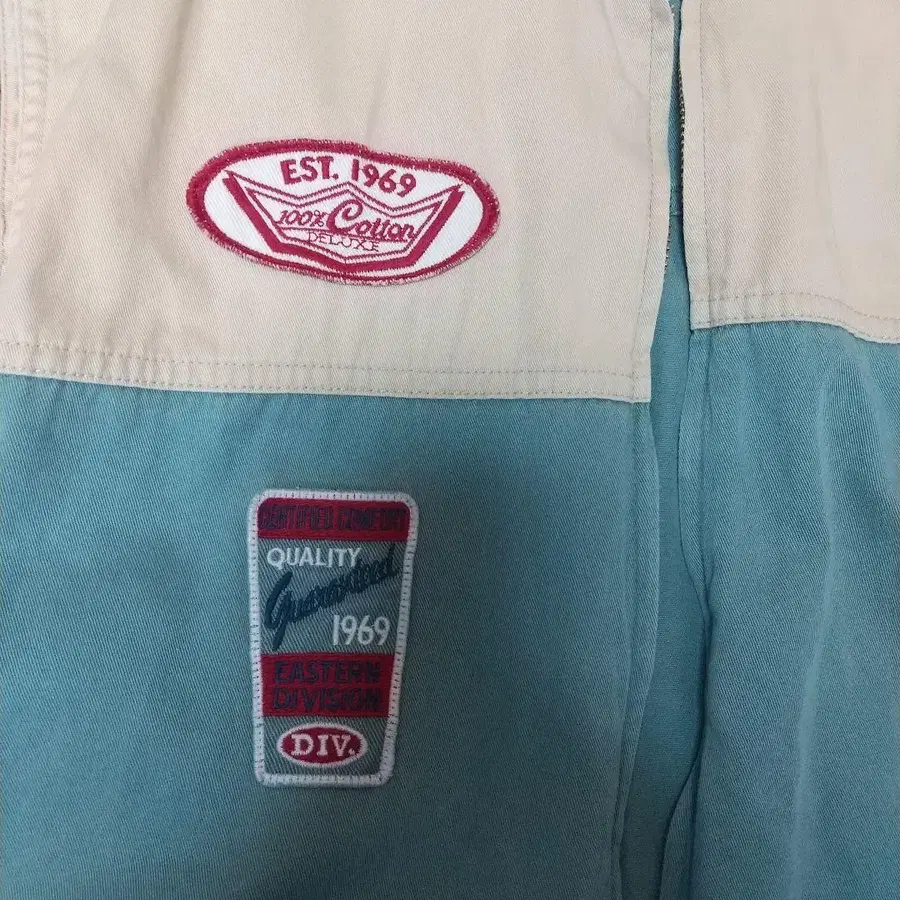 EST. 1969
100% Cotton
DELUXE
CERTIFIED COMFORT
QUALITY
Guaranteed
1969
EASTERN
DIVISION
DIV.